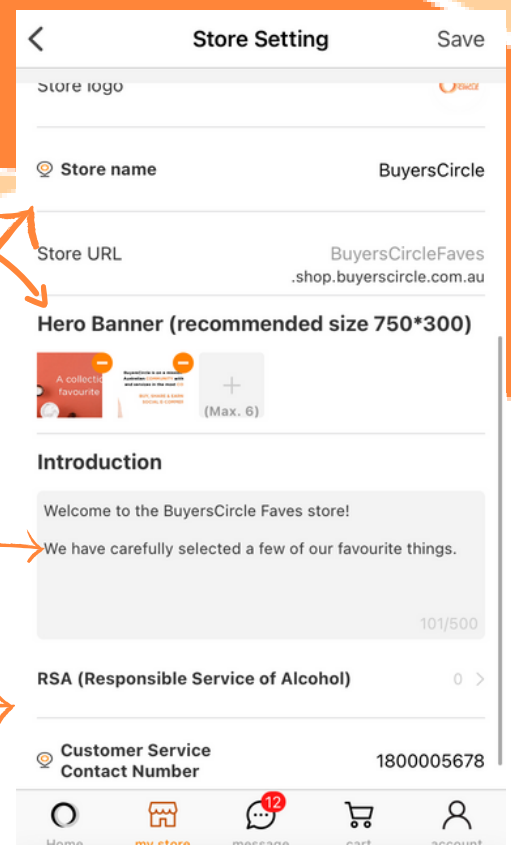 Store Setting
Save
Store logo
Store name
BuyersCircle
Store URL
BuyersCircleFaves
.shop.buyerscircle.com.au
Hero Banner (recommended size 750*300)
A collectio
favourite
BuyersCircle is on a mission
Australian COMMUNITY with
and services in the most
BUY, SHARE & EARN
SOCIAL E-COMMER
(Max. 6)
Introduction
Welcome to the BuyersCircle Faves store!
We have carefully selected a few of our favourite things.
101/500
RSA (Responsible Service of Alcohol)
0
Customer Service
Contact Number
1800005678
12
Home
my store
message
cart
account